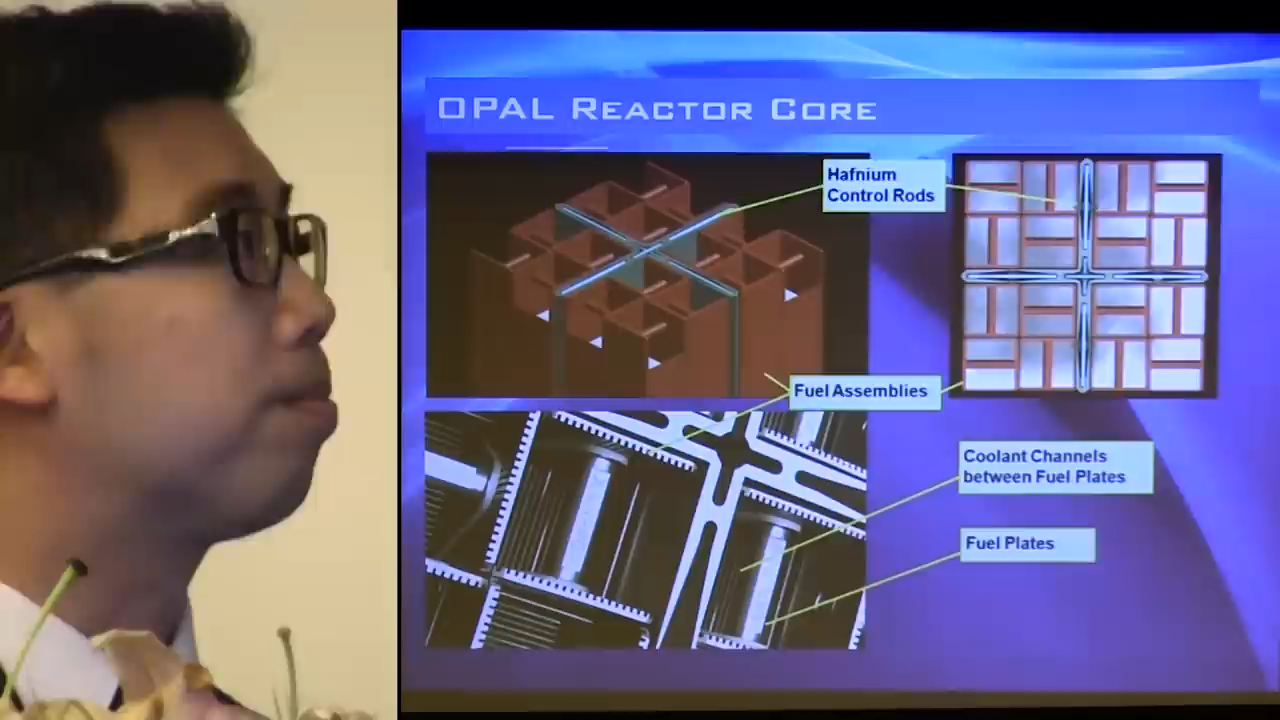 OPAL REACTOR CORE
Hafnium
Control Rods
Fuel Assemblies
Coolant Channels
between Fuel Plates
Fuel Plates